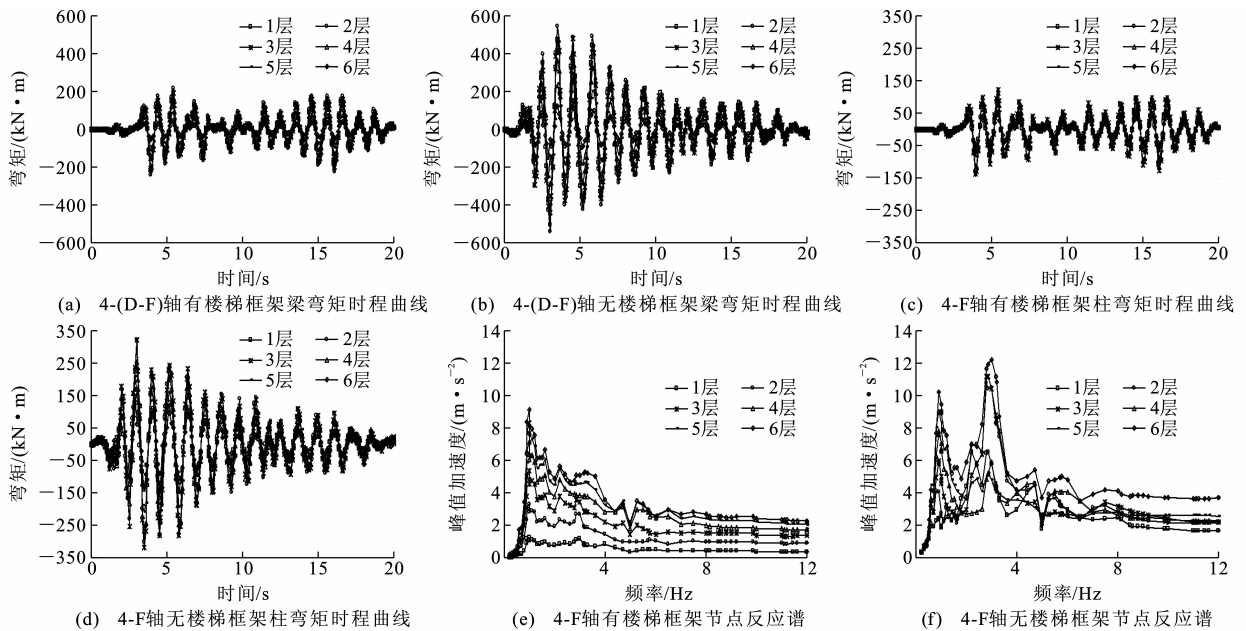 600
400
200
0
－200
－400
－600
弯矩/(kN·m)
1层 2层
3层 4层
5层 6层
0 5 10 15 20
时间/s
(a) 4-(D-F)轴有楼梯框架梁弯矩时程曲线
600
400
200
0
－200
－400
－600
弯矩/(kN·m)
1层 2层
3层 4层
5层 6层
0 5 10 15 20
时间/s
(b) 4-(D-F)轴无楼梯框架梁弯矩时程曲线
350
250
150
50
－50
－150
－250
－350
弯矩/(kN·m)
1层 2层
3层 4层
5层 6层
0 5 10 15 20
时间/s
(c) 4-F轴有楼梯框架柱弯矩时程曲线
350
250
150
50
－50
－150
－250
－350
弯矩/(kN·m)
1层 2层
3层 4层
5层 6层
0 5 10 15 20
时间/s
(d) 4-F轴无楼梯框架柱弯矩时程曲线
14
12
10
8
6
4
2
0
峰值加速度/(m·s⁻²)
1层 2层
3层 4层
5层 6层
4 8 12
频率/Hz
(e) 4-F轴有楼梯框架节点反应谱
14
12
10
8
6
4
2
0
峰值加速度/(m·s⁻²)
1层 2层
3层 4层
5层 6层
4 8 12
频率/Hz
(f) 4-F轴无楼梯框架节点反应谱